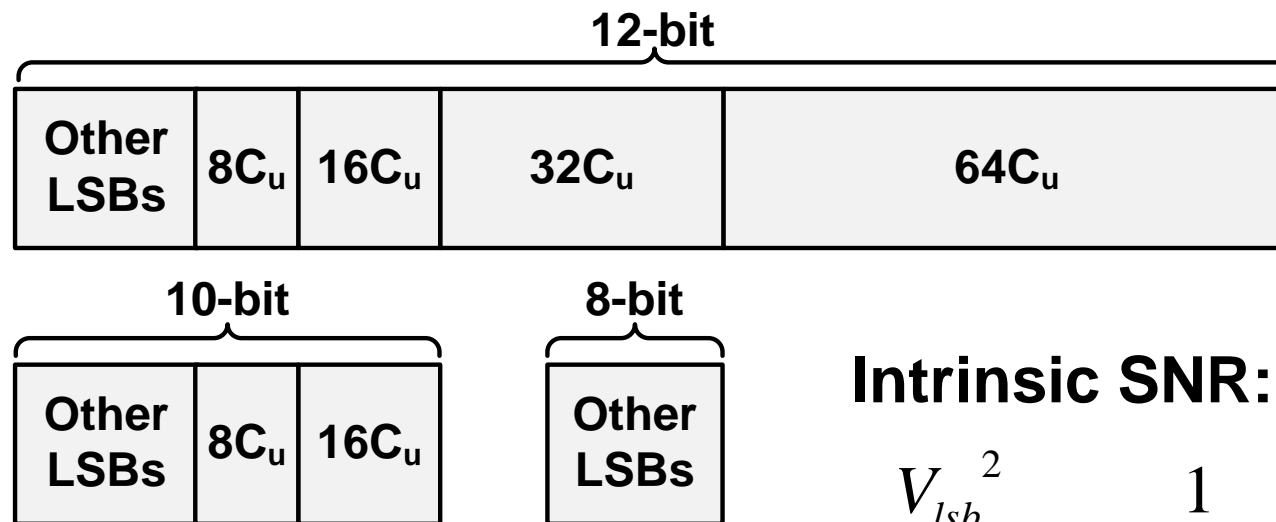 12-bit
Other LSBs 8Cu 16Cu 32Cu 64Cu
10-bit 8-bit
Other LSBs 8Cu 16Cu Other LSBs
Intrinsic SNR:
Vlsb² 1